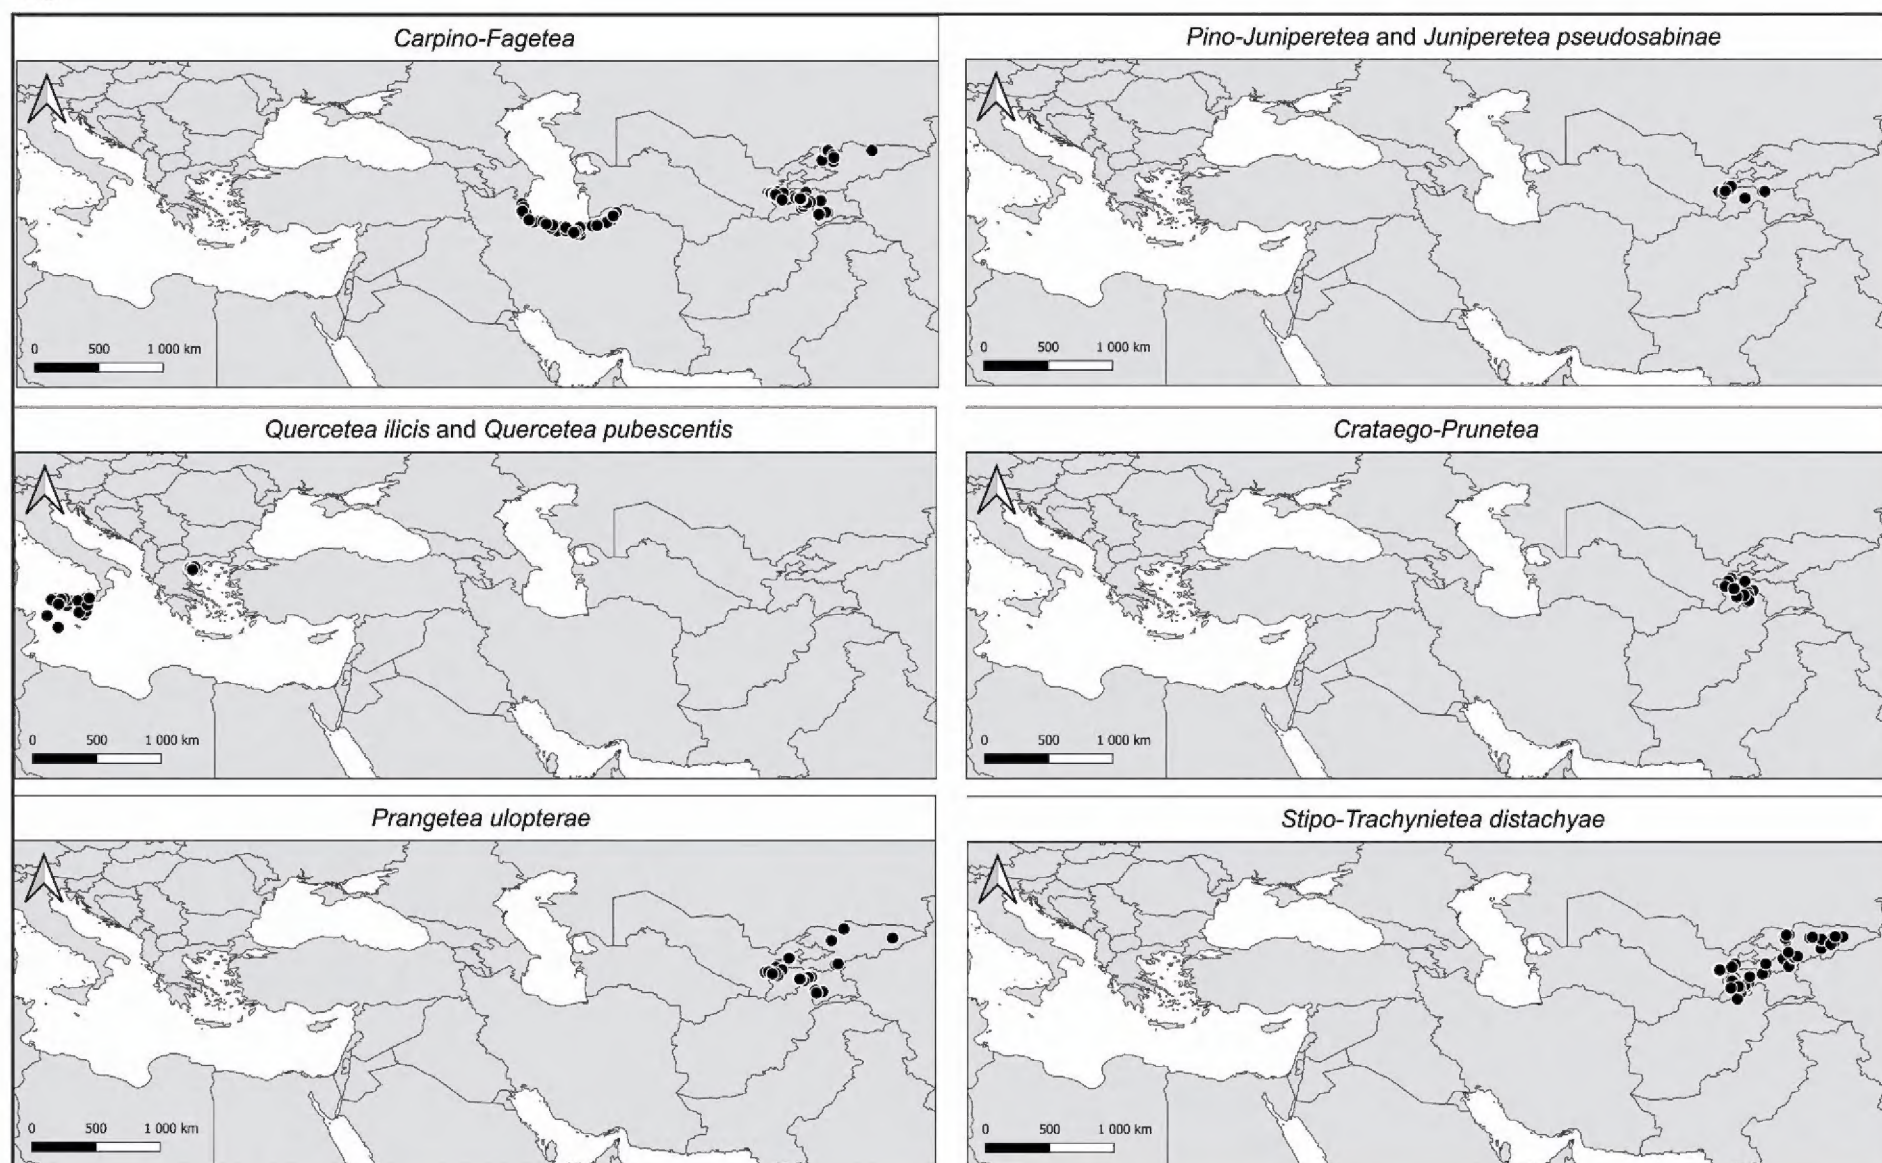 Carpino-Fagetea
0 500 1 000 km
Pino-Juniperetea and Juniperetea pseudosabinae
0 500 1 000 km
Quercetea ilicis and Quercetea pubescentis
0 500 1 000 km
Crataego-Prunetea
0 500 1 000 km
Prangetea ulopterae
0 500 1 000 km
Stipo-Trachynietea distachyae
0 500 1 000 km